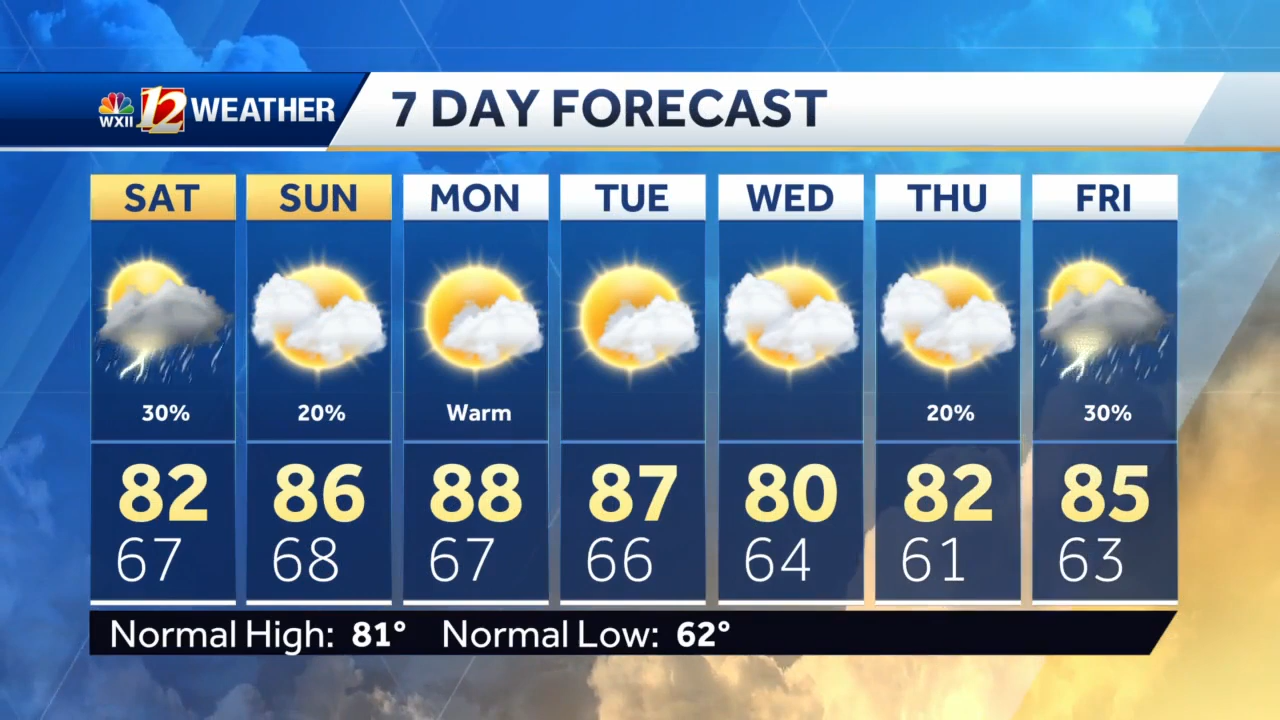 WXII 12 WEATHER
7 DAY FORECAST
SAT SUN MON TUE WED THU FRI
30% 20% Warm 20% 30%
82 86 88 87 80 82 85
67 68 67 66 64 61 63
Normal High: 81° Normal Low: 62°